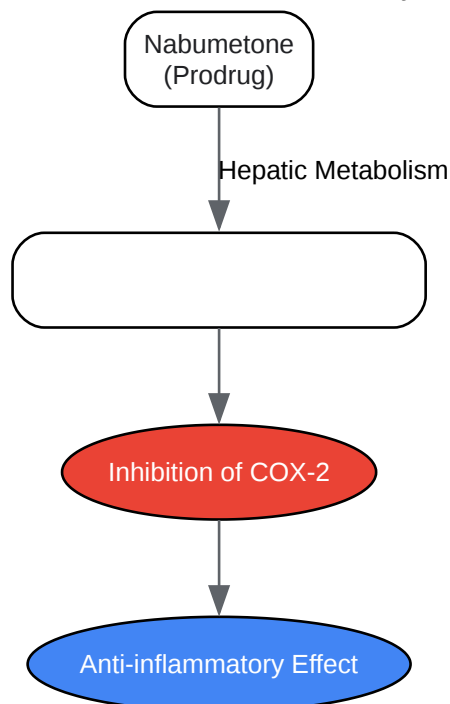 Nabumetone
(Prodrug)
Hepatic Metabolism
Inhibition of COX-2
Anti-inflammatory Effect